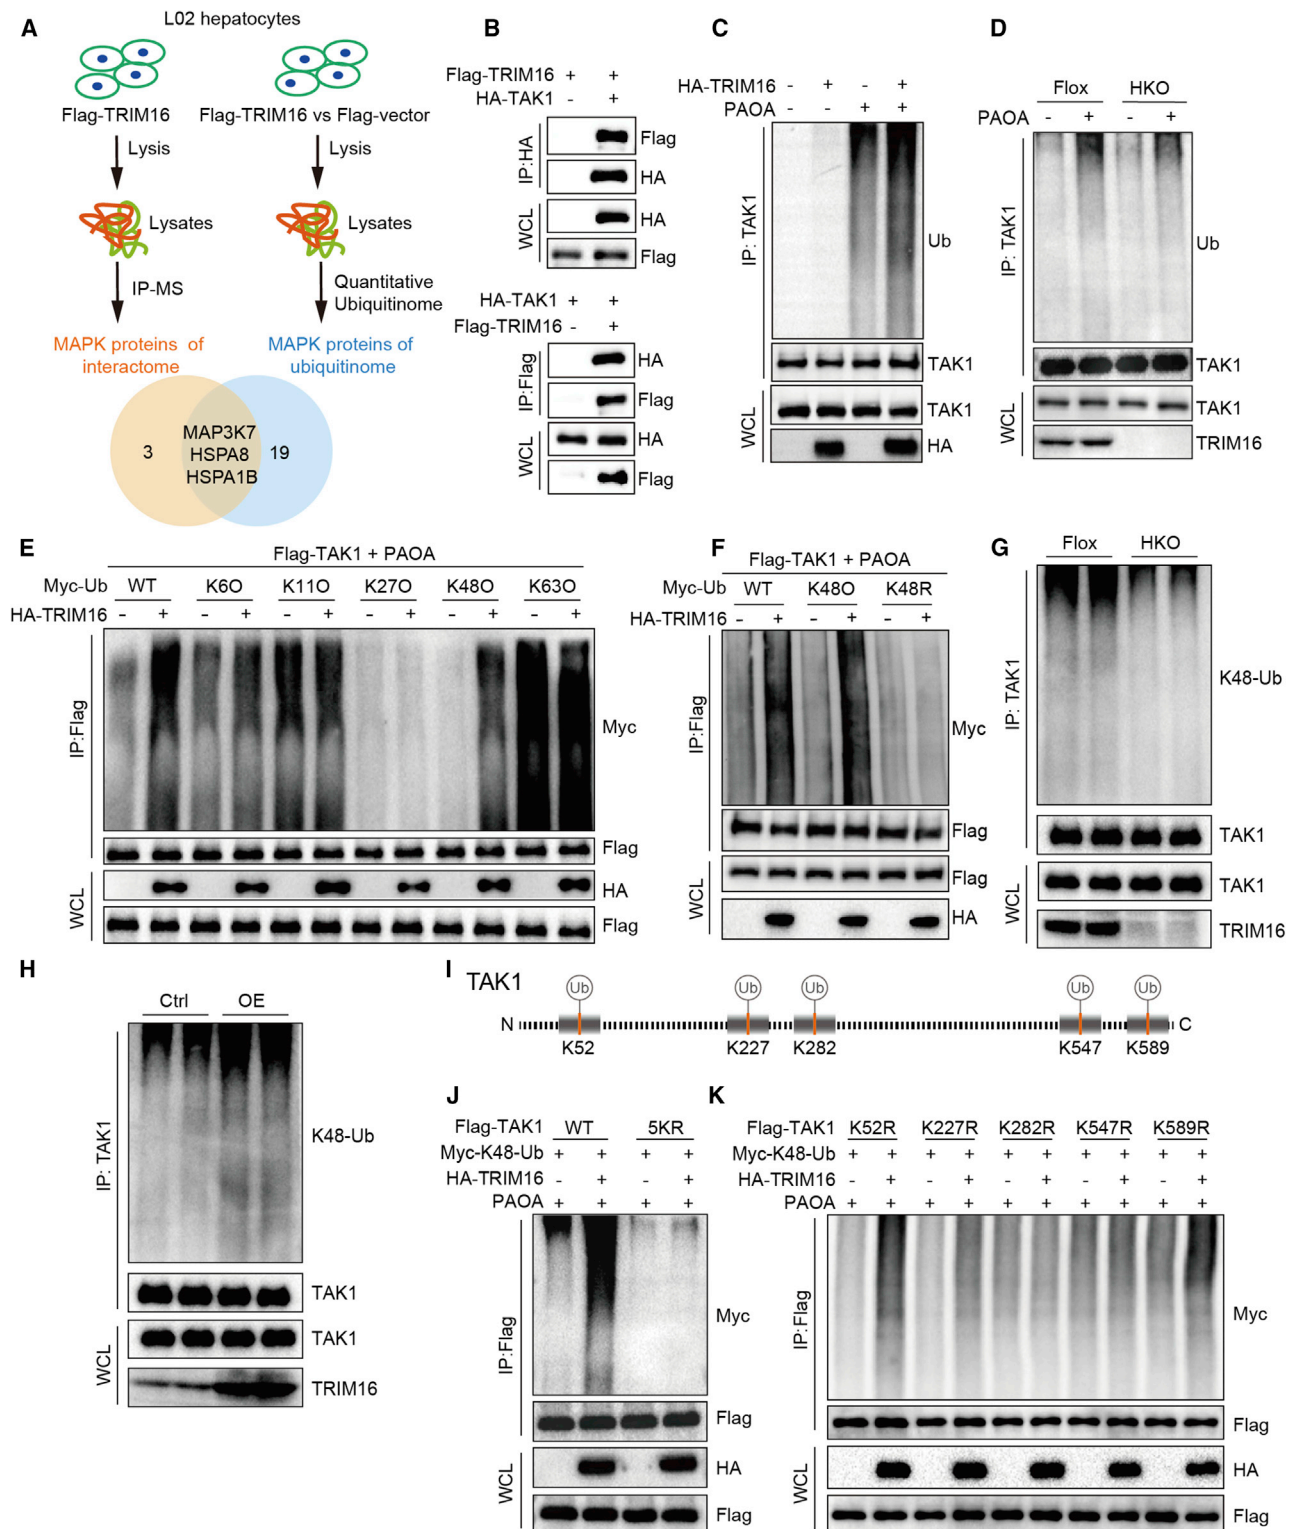 A
L02 hepatocytes
Flag-TRIM16
Flag-TRIM16 vs Flag-vector
Lysis
Lysis
Lysates
Lysates
IP-MS
Quantitative
Ubiquitinome
MAPK proteins of
interactome
MAPK proteins of
ubiquitinome
3
MAP3K7
HSPA8
HSPA1B
19
B
Flag-TRIM16 + +
HA-TAK1 - +
IP:HA
Flag
HA
WCL
HA
Flag
HA-TAK1 + +
Flag-TRIM16 - +
IP:Flag
HA
Flag
WCL
HA
Flag
C
HA-TRIM16 - + - +
PAOA - - + +
IP: TAK1
Ub
TAK1
WCL
TAK1
HA
D
Flox HKO
PAOA - + - +
IP: TAK1
Ub
TAK1
WCL
TAK1
TRIM16
E
Flag-TAK1 + PAOA
Myc-Ub WT K6O K11O K27O K48O K63O
HA-TRIM16 - + - + - + - + - + - +
IP:Flag
Myc
Flag
WCL
HA
Flag
F
Flag-TAK1 + PAOA
Myc-Ub WT K48O K48R
HA-TRIM16 - + - + - +
IP:Flag
Myc
Flag
WCL
Flag
HA
G
Flox HKO
IP: TAK1
K48-Ub
TAK1
WCL
TAK1
TRIM16
H
Ctrl OE
IP: TAK1
K48-Ub
TAK1
WCL
TAK1
TRIM16
I
TAK1
Ub Ub Ub Ub Ub
N C
K52 K227 K282 K547 K589
J
Flag-TAK1 WT 5KR
Myc-K48-Ub + + + +
HA-TRIM16 - + - +
PAOA + + + +
IP:Flag
Myc
Flag
WCL
HA
Flag
K
Flag-TAK1 K52R K227R K282R K547R K589R
Myc-K48-Ub + + + + + + + + + +
HA-TRIM16 - + - + - + - + - +
PAOA + + + + + + + + + +
IP:Flag
Myc
Flag
WCL
HA
Flag